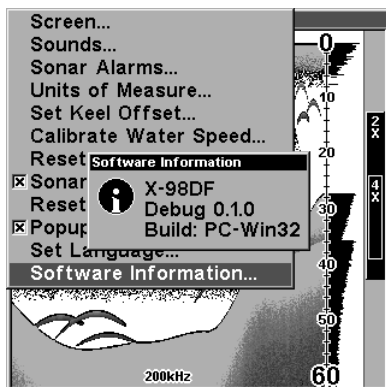 Screen...
Sounds...
Sonar Alarms...
Units of Measure...
Set Keel Offset...
Calibrate Water Speed...
Reset
Software Information
Sonar
X-98DF
Reset
Debug 0.1.0
Popup
Build: PC-Win32
Set Language...
Software Information...
0
10
20
30
40
50
60
2X
4X
200kHz